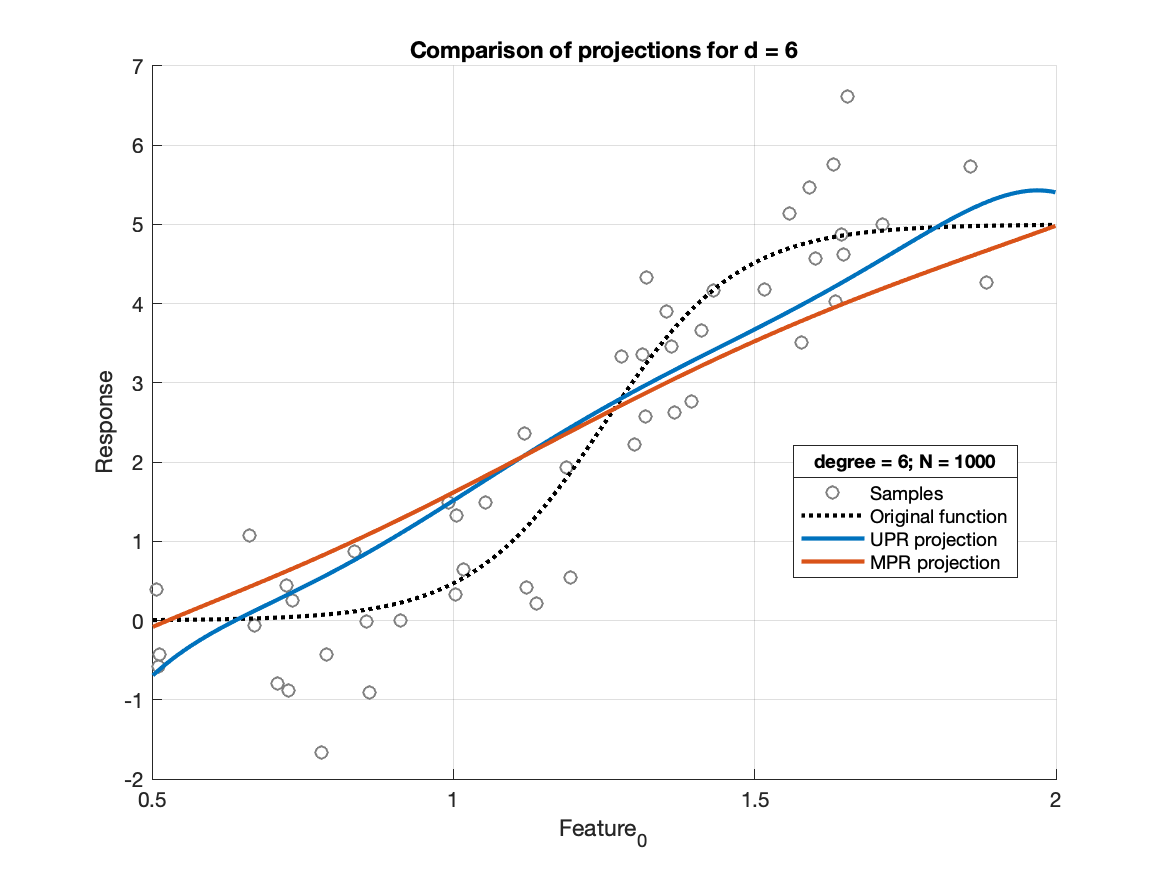 Comparison of projections for d = 6
7
6
5
4
3
2
1
0
-1
-2
Response
0.5
1
1.5
2
Feature₀
degree = 6; N = 1000
Samples
Original function
UPR projection
MPR projection